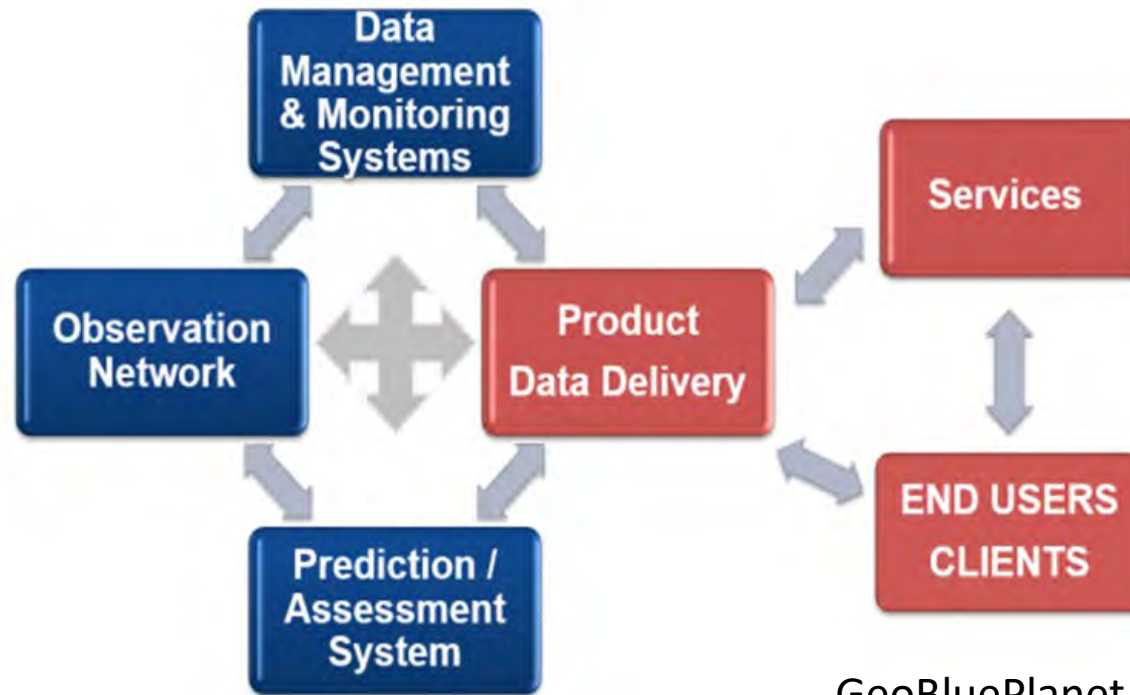 Data
Management
& Monitoring
Systems
Services
Observation
Network
Product
Data Delivery
END USERS
CLIENTS
Prediction /
Assessment
System
GeoBluePlanet